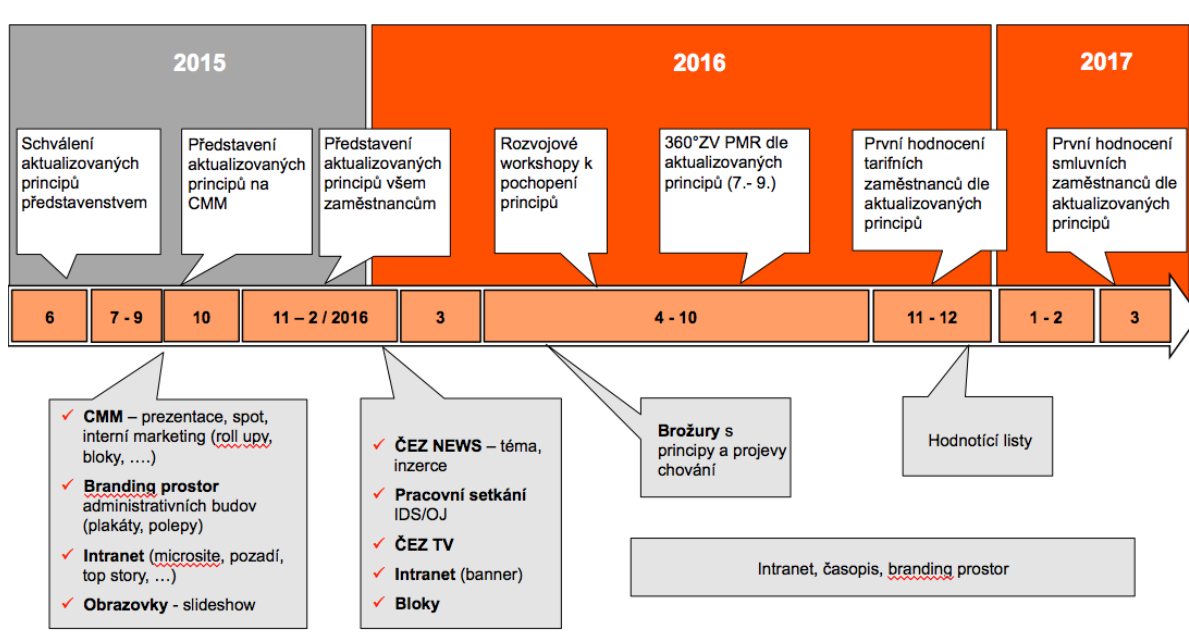 2015
2016
2017
Schválení
aktualizovaných
principů
představenstvem
Představení
aktualizovaných
principů na
CMM
Představení
aktualizovaných
principů všem
zaměstnancům
Rozvojové
workshopy k
pochopení
principů
360°ZV PMR dle
aktualizovaných
principů (7.- 9.)
První hodnocení
tarifních
zaměstnanců dle
aktualizovaných
principů
První hodnocení
smluvních
zaměstnanců dle
aktualizovaných
principů
6
7 - 9
10
11 – 2 / 2016
3
4 - 10
11 - 12
1 - 2
3
✓ CMM – prezentace, spot,
interní marketing (roll upy,
bloky, ….)
✓ Branding prostor
administrativních budov
(plakáty, polepy)
✓ Intranet (microsite, pozadí,
top story, …)
✓ Obrazovky - slideshow
✓ ČEZ NEWS – téma,
inzerce
✓ Pracovní setkání
IDS/OJ
✓ ČEZ TV
✓ Intranet (banner)
✓ Bloky
Brožury s
principy a projevy
chování
Hodnotící listy
Intranet, časopis, branding prostor